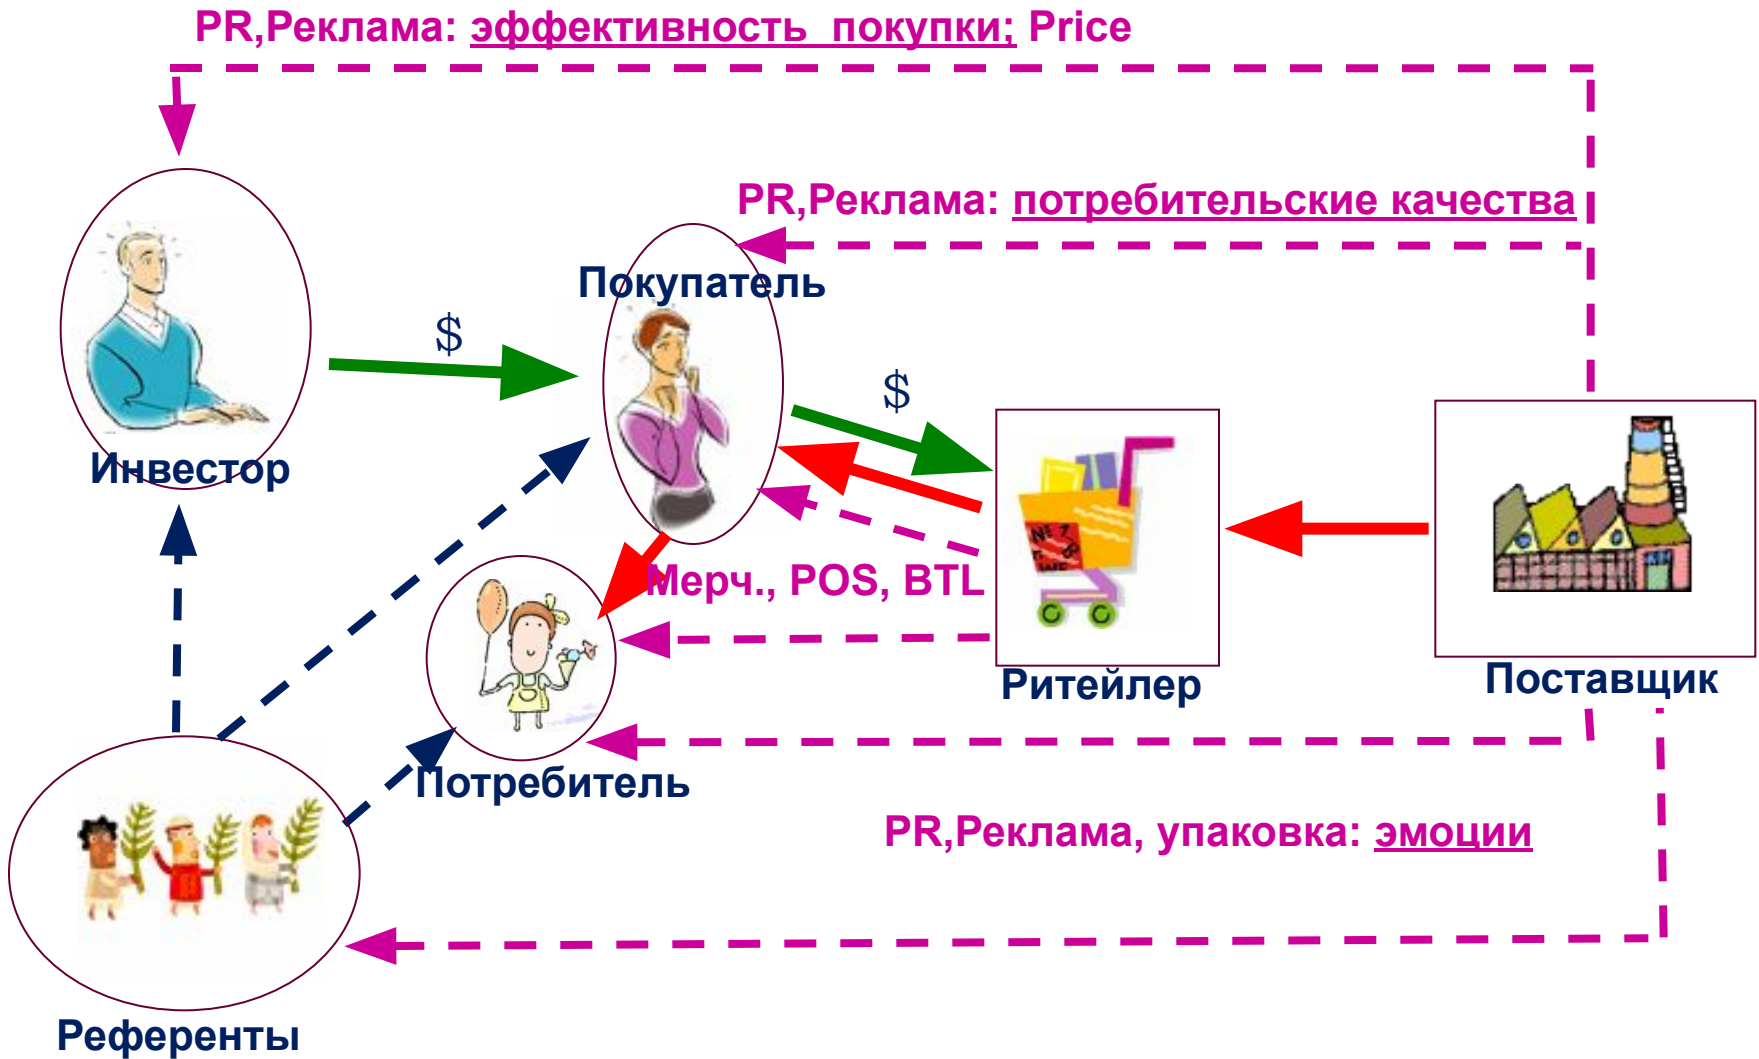 PR,Реклама: эффективность  покупки; Price
PR,Реклама: потребительские качества
Покупатель
$
$
Инвестор
Мерч., POS, BTL
Ритейлер
Поставщик
Потребитель
PR,Реклама, упаковка: эмоции
Референты